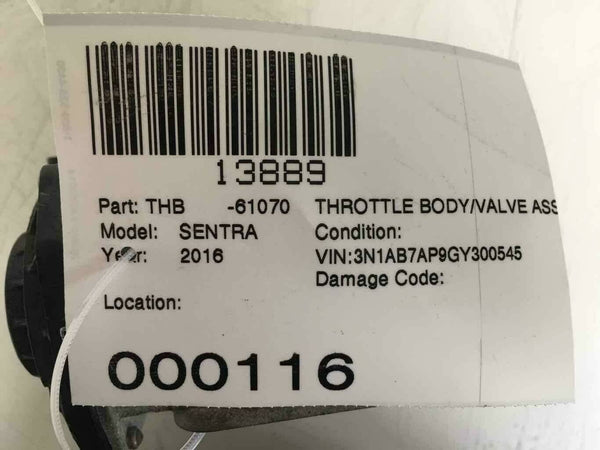 13889
Part: THB -61070 THROTTLE BODY/VALVE ASS
Model: SENTRA Condition:
Year: 2016 VIN:3N1AB7AP9GY300545
Damage Code:
Location:
000116